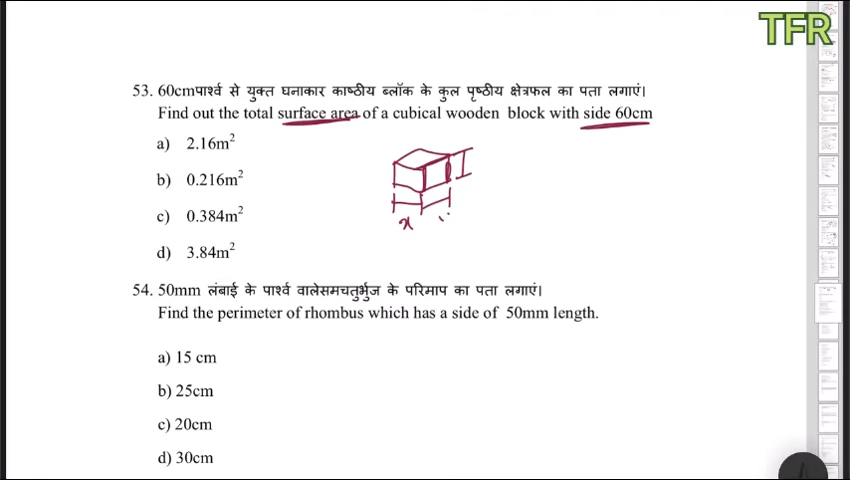 TFR
53. 60cmपार्श्व से युक्त घनाकार काष्ठीय ब्लॉक के कुल पृष्ठीय क्षेत्रफल का पता लगाएं।
Find out the total surface area of a cubical wooden block with side 60cm
a) 2.16m²
b) 0.216m²
c) 0.384m²
d) 3.84m²
x
54. 50mm लंबाई के पार्श्व वालेसमचतुर्भुज के परिमाप का पता लगाएं।
Find the perimeter of rhombus which has a side of 50mm length.
a) 15 cm
b) 25cm
c) 20cm
d) 30cm